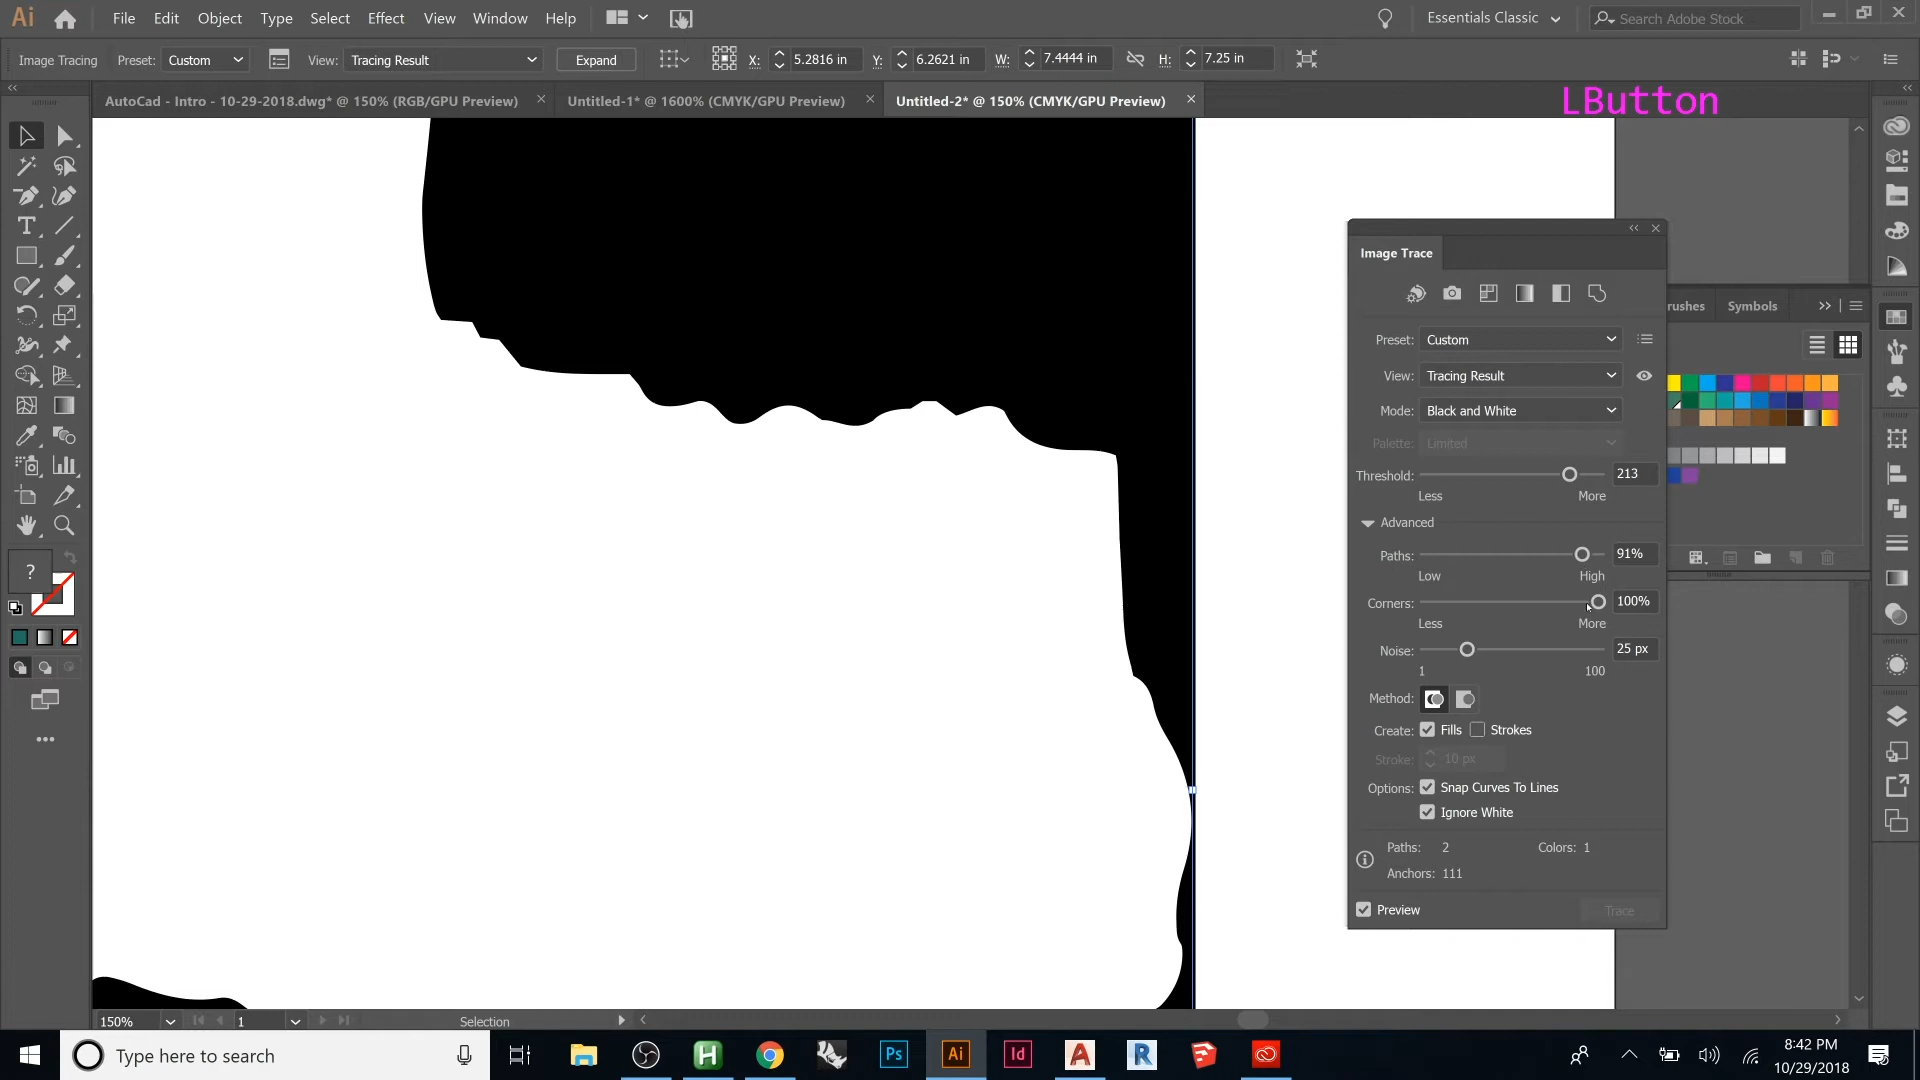 Ai File Edit Object Type Select Effect View Window Help Essentials Classic Search Adobe Stock
Image Tracing Preset: Custom View: Tracing Result Expand X: 5.2816 in Y: 6.2621 in W: 7.4444 in H: 7.25 in
AutoCad - Intro - 10-29-2018.dwg* @ 150% (RGB/GPU Preview) Untitled-1* @ 1600% (CMYK/GPU Preview) Untitled-2* @ 150% (CMYK/GPU Preview)
LButton
Image Trace
rushes Symbols
Preset: Custom
View: Tracing Result
Mode: Black and White
Palette: Limited
Threshold: 213
Less More
Advanced
Paths: 91%
Low High
Corners: 100%
Less More
Noise: 25 px
1 100
Method:
Create: Fills Strokes
Stroke: 10 px
Options: Snap Curves To Lines
Ignore White
Paths: 2 Colors: 1
Anchors: 111
Preview Trace
?
150% 1 Selection
Type here to search
Ps Ai Id A R
8:42 PM
10/29/2018